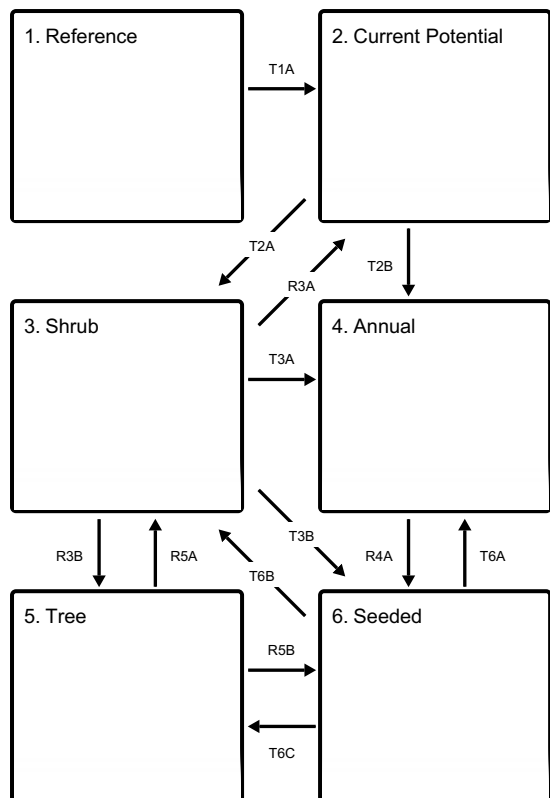 1. Reference
2. Current Potential
T1A
T2A
R3A
T2B
3. Shrub
4. Annual
T3A
R3B
R5A
T3B
T6B
R4A
T6A
5. Tree
6. Seeded
R5B
T6C